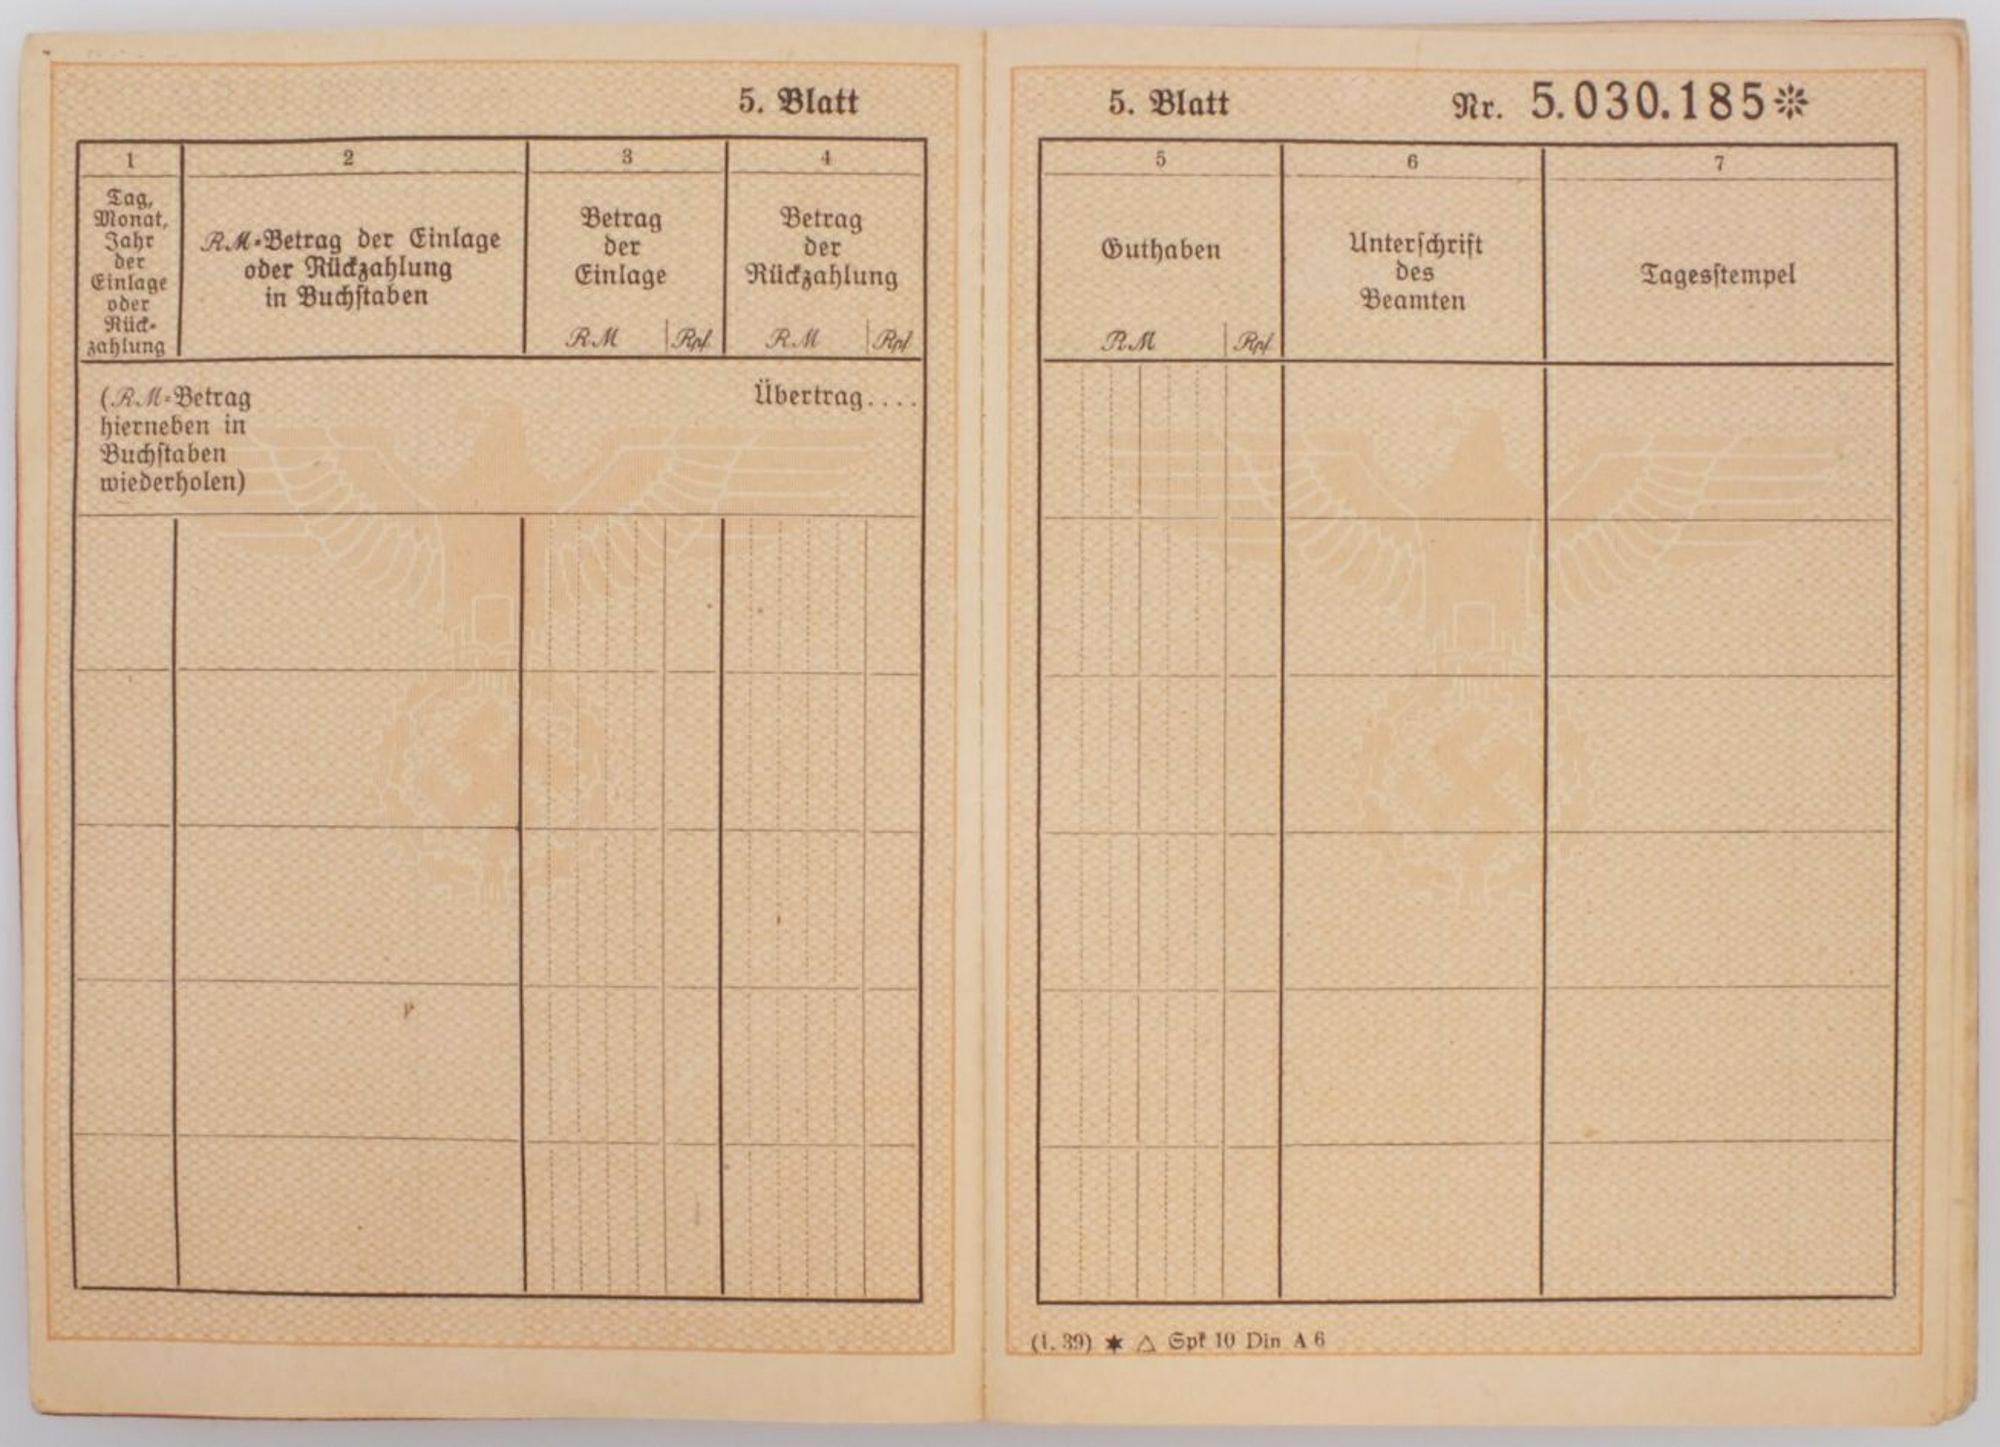 5. Blatt
1
2
3
4
Tag,
Monat,
Jahr
der
Einlage
oder
Rück-
zahlung
RM-Betrag der Einlage
oder Rückzahlung
in Buchstaben
Betrag
der
Einlage
RM Rpf
Betrag
der
Rückzahlung
RM Rpf
(RM-Betrag
hierneben in
Buchstaben
wiederholen)
Übertrag....
5. Blatt
Nr. 5.030.185
5
6
7
Guthaben
RM Rpf
Unterschrift
des
Beamten
Tagesstempel
(1. 39) ★ △ Spk 10 Din A 6